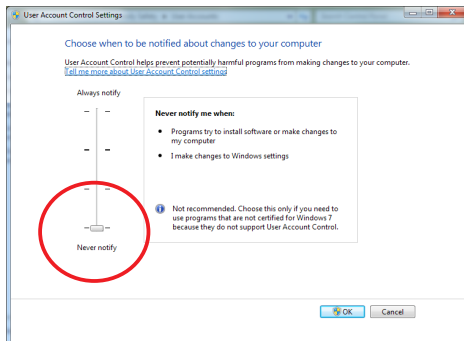 User Account Control Settings
Choose when to be notified about changes to your computer
User Account Control helps prevent potentially harmful programs from making changes to your computer.
Tell me more about User Account Control settings
Always notify
Never notify me when:
• Programs try to install software or make changes to
my computer
• I make changes to Windows settings
Not recommended. Choose this only if you need to
use programs that are not certified for Windows 7
because they do not support User Account Control.
Never notify
OK
Cancel